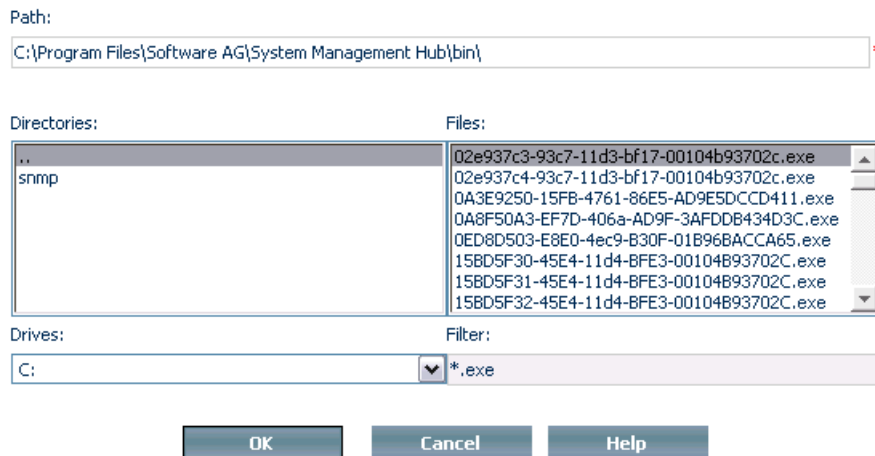 Path:
C:\Program Files\Software AG\System Management Hub\bin\
*
Directories:
Files:
..
snmp
02e937c3-93c7-11d3-bf17-00104b93702c.exe
02e937c4-93c7-11d3-bf17-00104b93702c.exe
0A3E9250-15FB-4761-86E5-AD9E5DCCD411.exe
0A8F50A3-EF7D-406a-AD9F-3AFDDB434D3C.exe
0ED8D503-E8E0-4ec9-B30F-01B96BACCA65.exe
15BD5F30-45E4-11d4-BFE3-00104B93702C.exe
15BD5F31-45E4-11d4-BFE3-00104B93702C.exe
15BD5F32-45E4-11d4-BFE3-00104B93702C.exe
Drives:
Filter:
C:
*.exe
OK
Cancel
Help